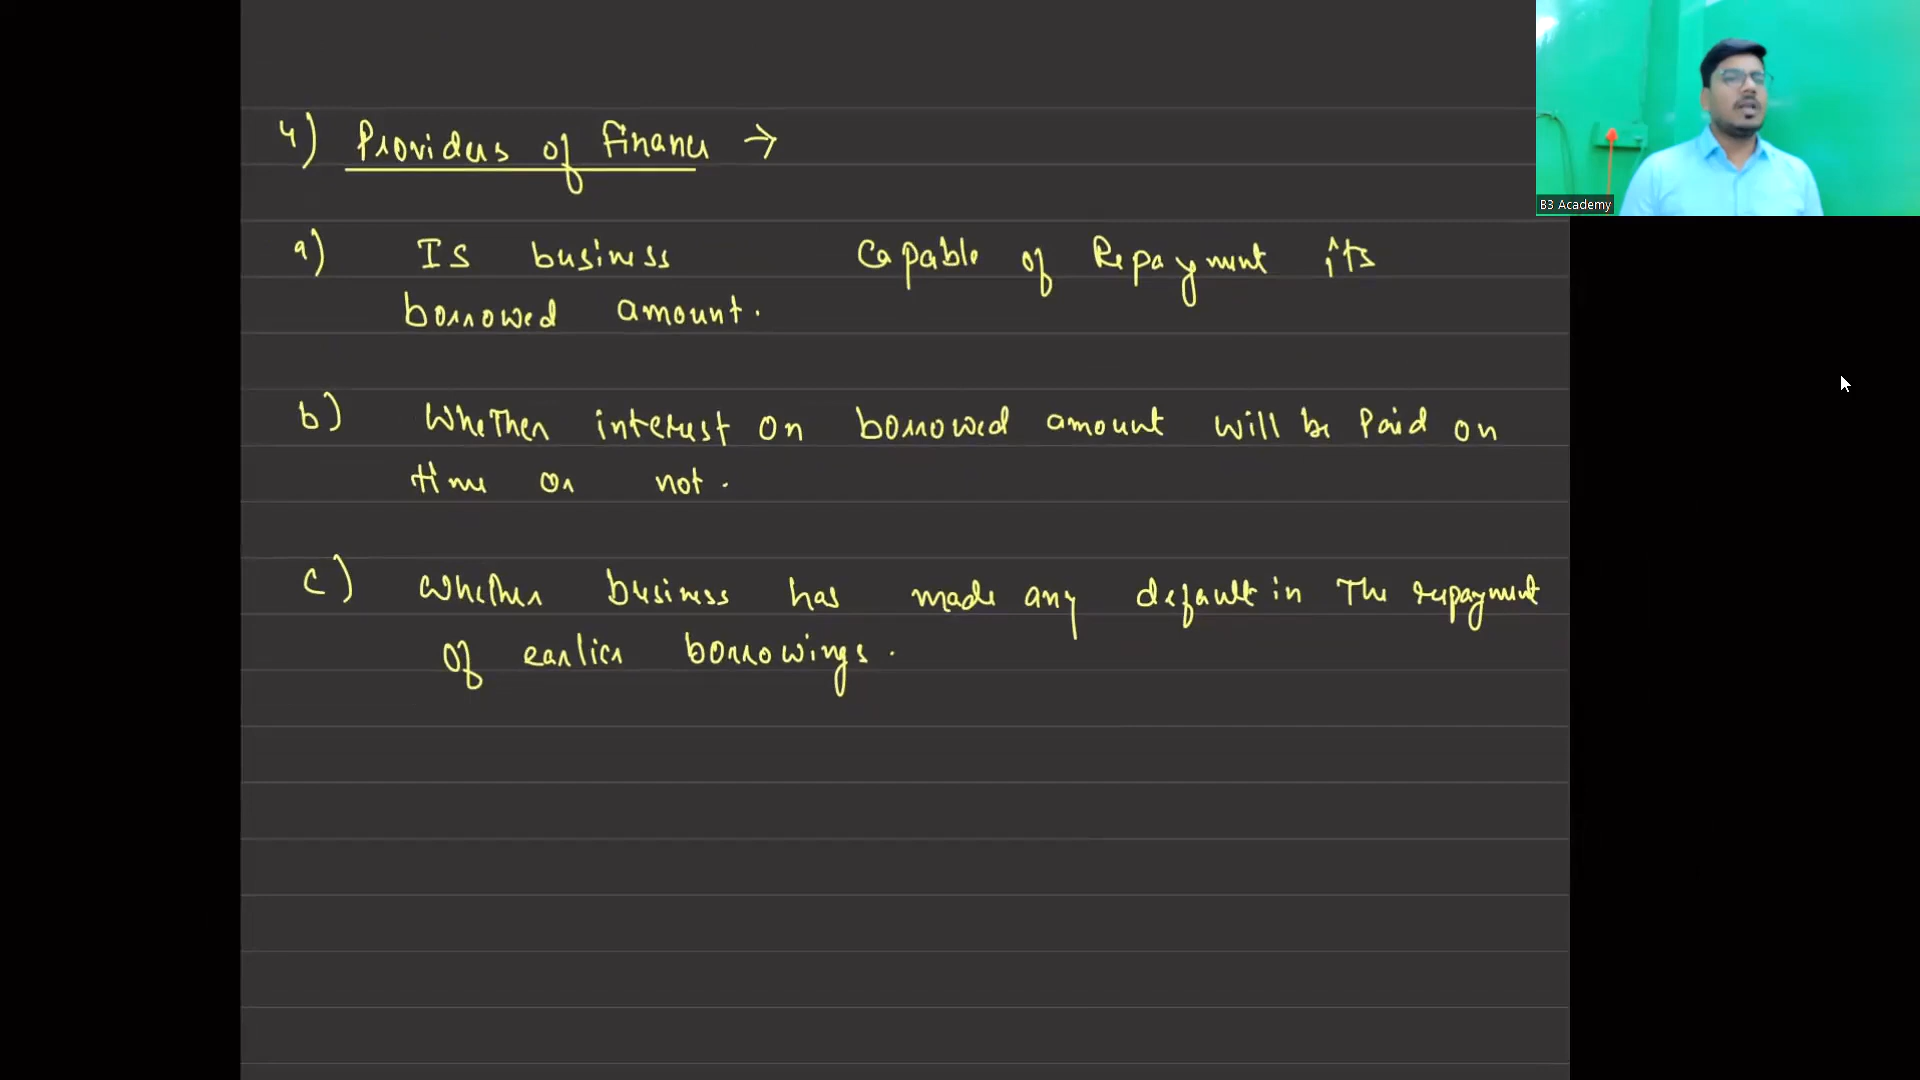 4) Providers of finance →
a) Is business Capable of Repayment its
borrowed amount.
b) Whether interest on borrowed amount will be Paid on
time or not.
c) Whether business has made any default in The repayment
of earlier borrowings.
B3 Academy